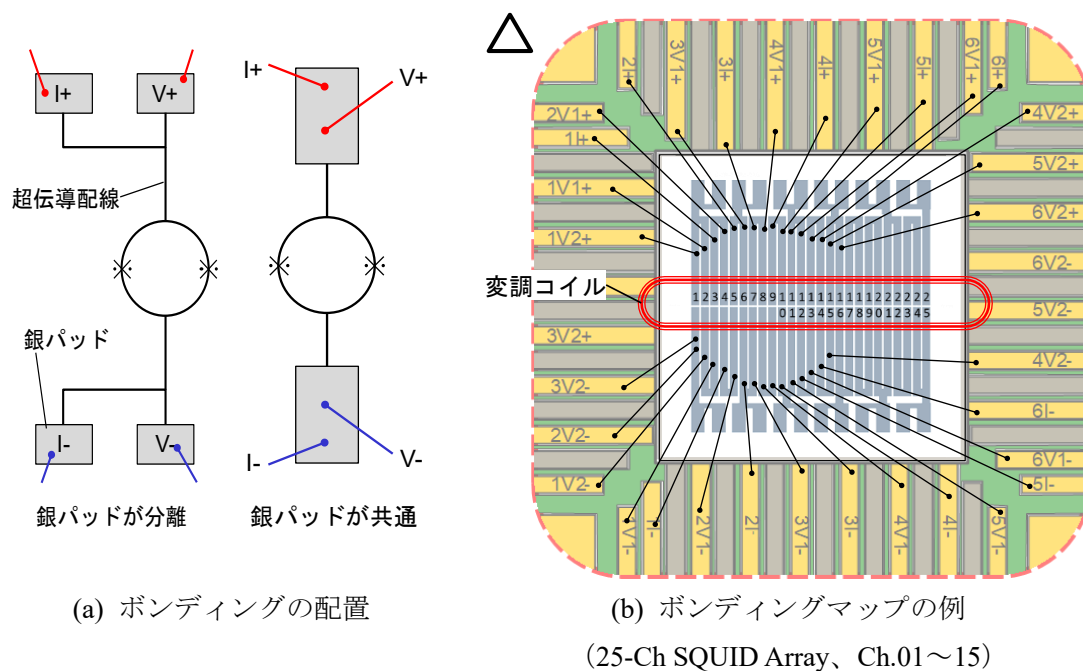 I+
V+
超伝導配線
銀パッド
I-
V-
銀パッドが分離
I+
V+
I-
V-
銀パッドが共通
(a) ボンディングの配置
2I+
3V1+
3I+
4V1+
4I+
5V1+
5I+
6V1+
6I+
2V1+
1I+
1V1+
1V2+
変調コイル
3V2+
3V2-
2V2-
1V2-
4V2+
5V2+
6V2+
6V2-
5V2-
4V2-
6I-
6V1-
5I-
1 2 3 4 5 6 7 8 9 1 1 1 1 1 1 1 1 1 1 2 2 2 2 2 2
0 1 2 3 4 5 6 7 8 9 0 1 2 3 4 5
1V1-
1I-
2V1-
2I-
3V1-
3I-
4V1-
4I-
5V1-
(b) ボンディングマップの例
(25-Ch SQUID Array、Ch.01～15)